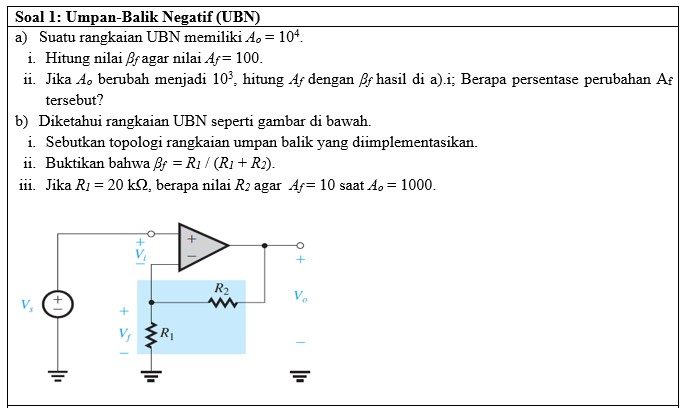 Soal 1: Umpan-Balik Negatif (UBN)
a) Suatu rangkaian UBN memiliki Aₒ = 10⁴.
i. Hitung nilai βf agar nilai Af = 100.
ii. Jika Aₒ berubah menjadi 10³, hitung Af dengan βf hasil di a).i; Berapa persentase perubahan Af
tersebut?
b) Diketahui rangkaian UBN seperti gambar di bawah.
i. Sebutkan topologi rangkaian umpan balik yang diimplementasikan.
ii. Buktikan bahwa βf = R₁ / (R₁ + R₂).
iii. Jika R₁ = 20 kΩ, berapa nilai R₂ agar Af = 10 saat Aₒ = 1000.
+
+
Vᵢ
−
−
+
R₂
Vₛ
+
−
+
Vₒ
Vf
R₁
−
−